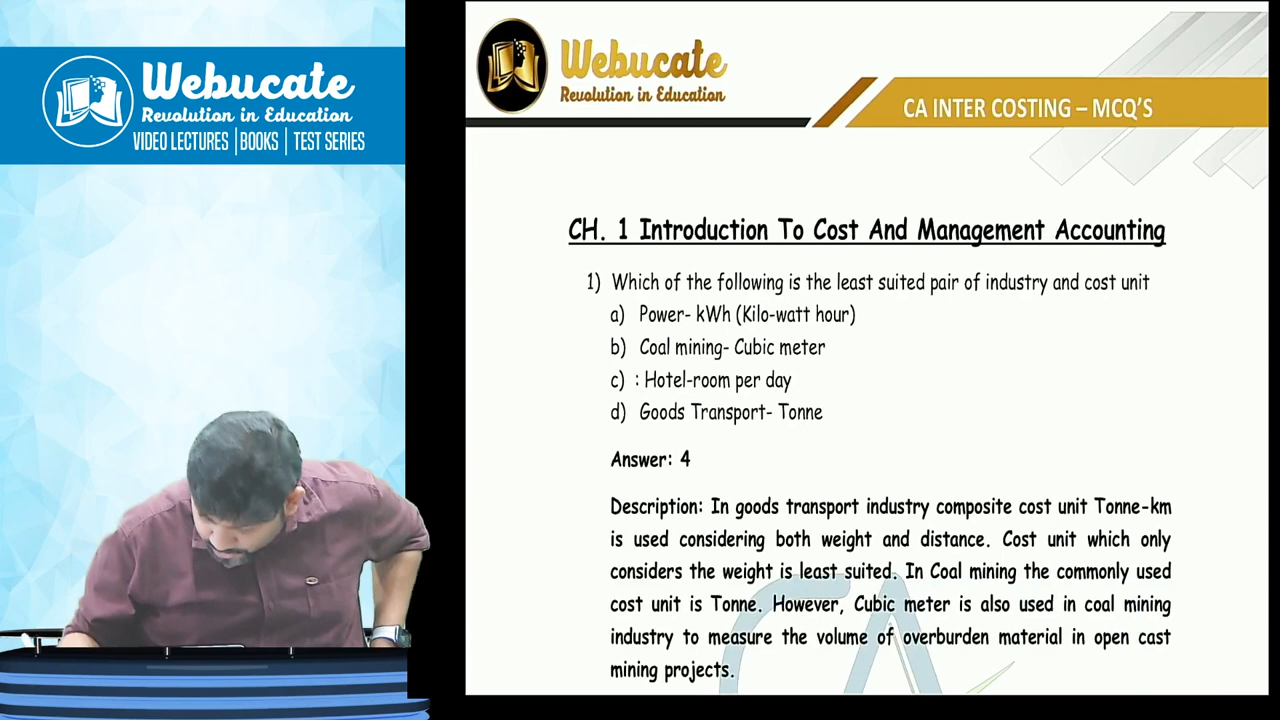 Webucate
Revolution in Education
VIDEO LECTURES | BOOKS | TEST SERIES
Webucate
Revolution in Education
CA INTER COSTING – MCQ'S
CH. 1 Introduction To Cost And Management Accounting
1) Which of the following is the least suited pair of industry and cost unit
a) Power- kWh (Kilo-watt hour)
b) Coal mining- Cubic meter
c) : Hotel-room per day
d) Goods Transport- Tonne
Answer: 4
Description: In goods transport industry composite cost unit Tonne-km
is used considering both weight and distance. Cost unit which only
considers the weight is least suited. In Coal mining the commonly used
cost unit is Tonne. However, Cubic meter is also used in coal mining
industry to measure the volume of overburden material in open cast
mining projects.
CA